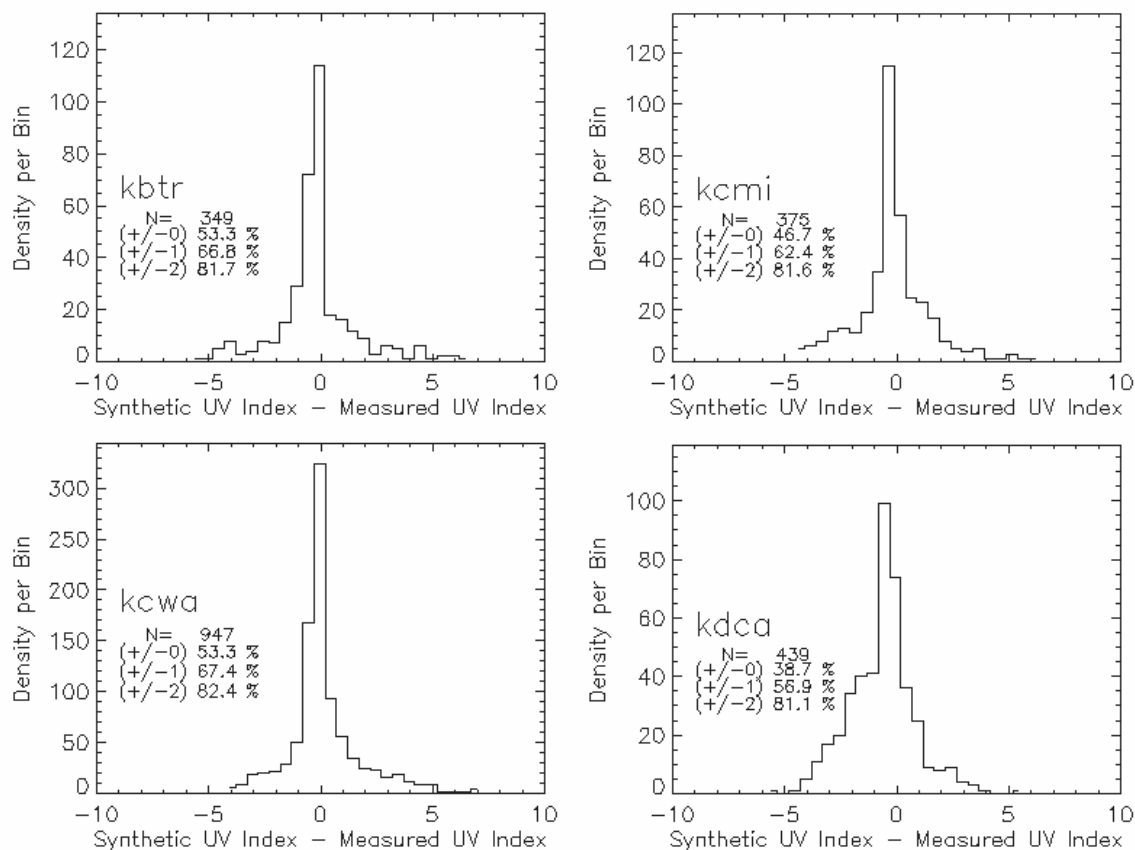 120
100
80
60
40
20
0
Density per Bin
kbtr
N= 349
(+/-0) 53.3 %
(+/-1) 66.8 %
(+/-2) 81.7 %
-10 -5 0 5 10
Synthetic UV Index - Measured UV Index
120
100
80
60
40
20
0
Density per Bin
kcmi
N= 375
(+/-0) 46.7 %
(+/-1) 62.4 %
(+/-2) 81.6 %
-10 -5 0 5 10
Synthetic UV Index - Measured UV Index
300
250
200
150
100
50
0
Density per Bin
kcwa
N= 947
(+/-0) 53.3 %
(+/-1) 67.4 %
(+/-2) 82.4 %
-10 -5 0 5 10
Synthetic UV Index - Measured UV Index
100
80
60
40
20
0
Density per Bin
kdca
N= 439
(+/-0) 38.7 %
(+/-1) 56.9 %
(+/-2) 81.1 %
-10 -5 0 5 10
Synthetic UV Index - Measured UV Index